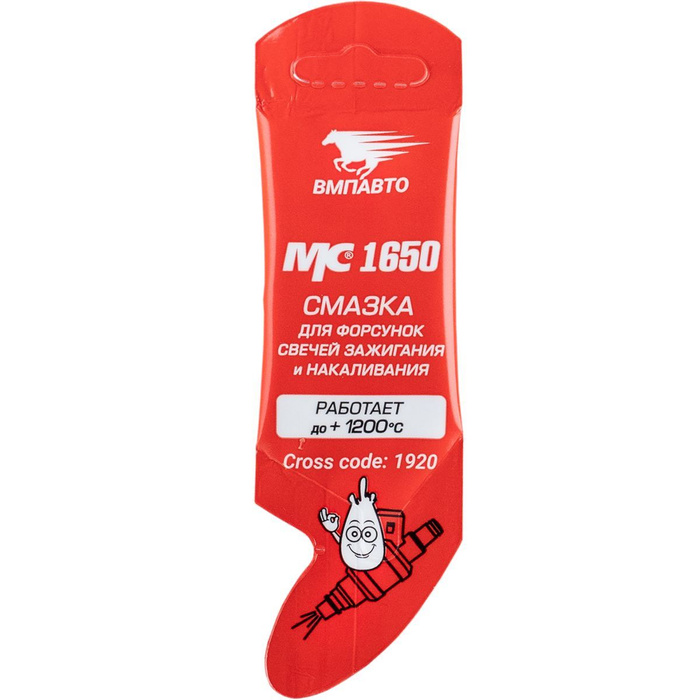 ВМПАВТО
МС® 1650
СМАЗКА
ДЛЯ ФОРСУНОК
СВЕЧЕЙ ЗАЖИГАНИЯ
и НАКАЛИВАНИЯ
РАБОТАЕТ
до + 1200°С
Cross code: 1920